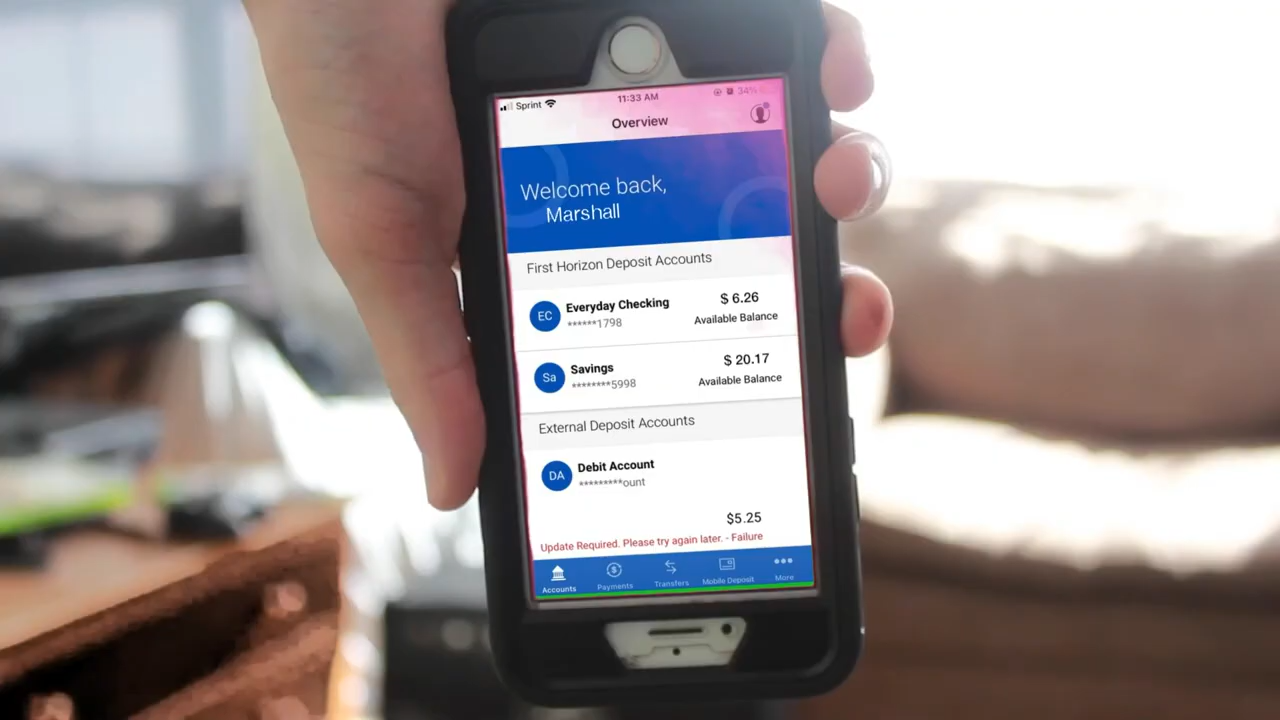 Sprint 11:33 AM 34%
Overview
Welcome back,
Marshall
First Horizon Deposit Accounts
EC Everyday Checking $ 6.26
******1798 Available Balance
Sa Savings $ 20.17
********5998 Available Balance
External Deposit Accounts
DA Debit Account
*********ount
$5.25
Update Required. Please try again later. - Failure
Accounts Payments Transfers Mobile Deposit More